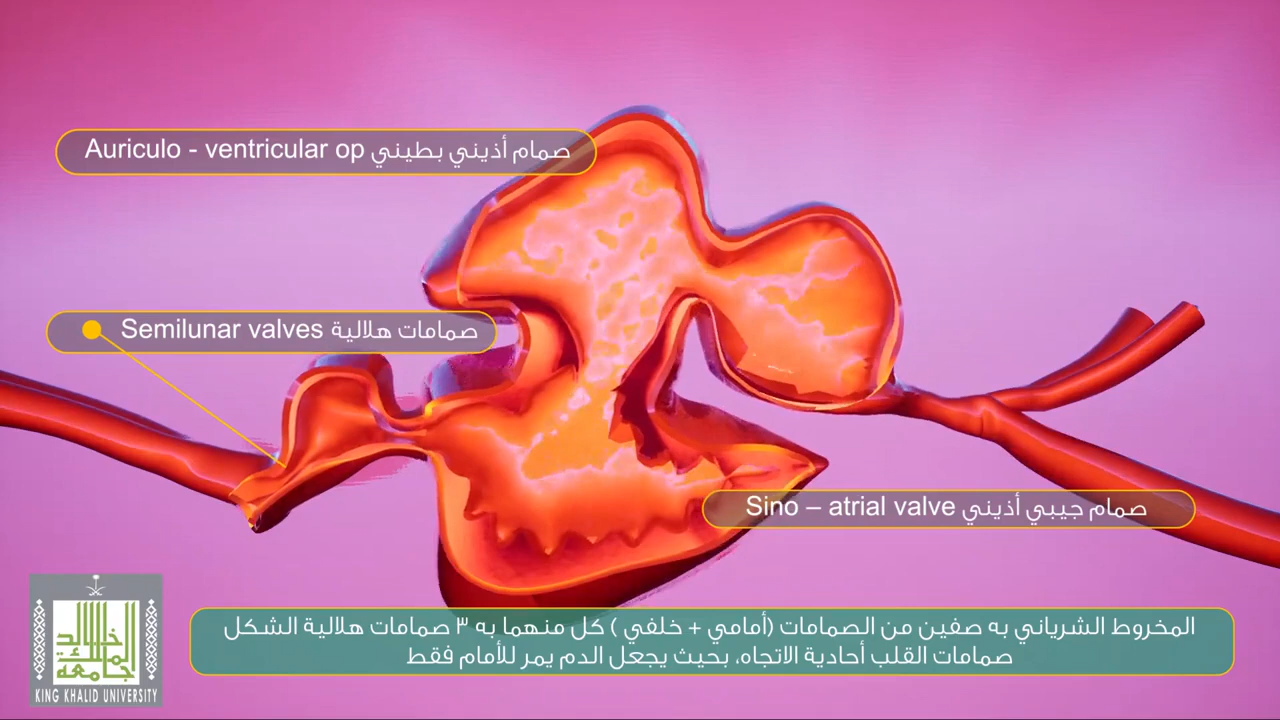 Auriculo - ventricular op صمام أذيني بطيني
Semilunar valves صمامات هلالية
Sino – atrial valve صمام جيبي أذيني
المخروط الشرياني به صفين من الصمامات (أمامي + خلفي ) كل منهما به ٣ صمامات هلالية الشكل
صمامات القلب أحادية الاتجاه، بحيث يجعل الدم يمر للأمام فقط
جامعة الملك خالد
KING KHALID UNIVERSITY